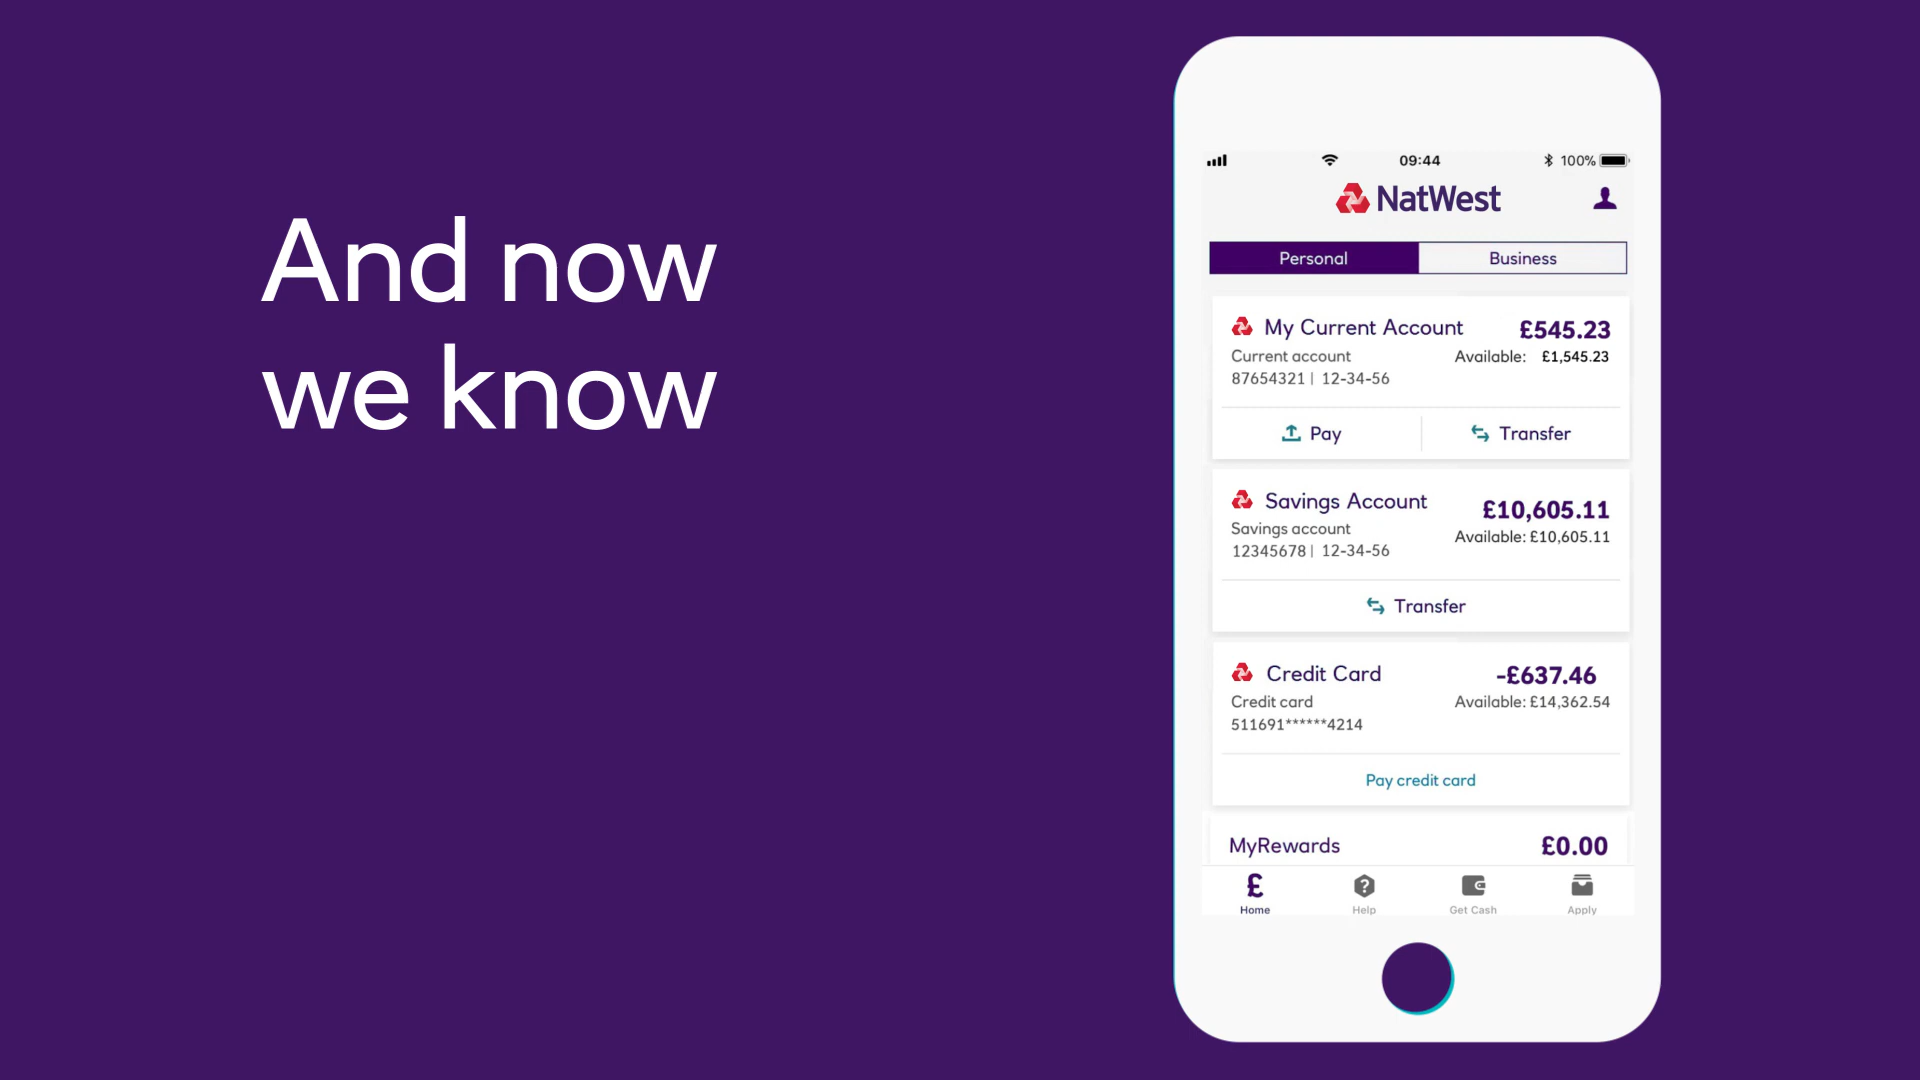 And now
we know
09:44
100%
NatWest
Personal
Business
My Current Account
£545.23
Current account
Available: £1,545.23
87654321 | 12-34-56
Pay
Transfer
Savings Account
£10,605.11
Savings account
Available: £10,605.11
12345678 | 12-34-56
Transfer
Credit Card
-£637.46
Credit card
Available: £14,362.54
511691******4214
Pay credit card
MyRewards
£0.00
£
?
Home
Help
Get Cash
Apply